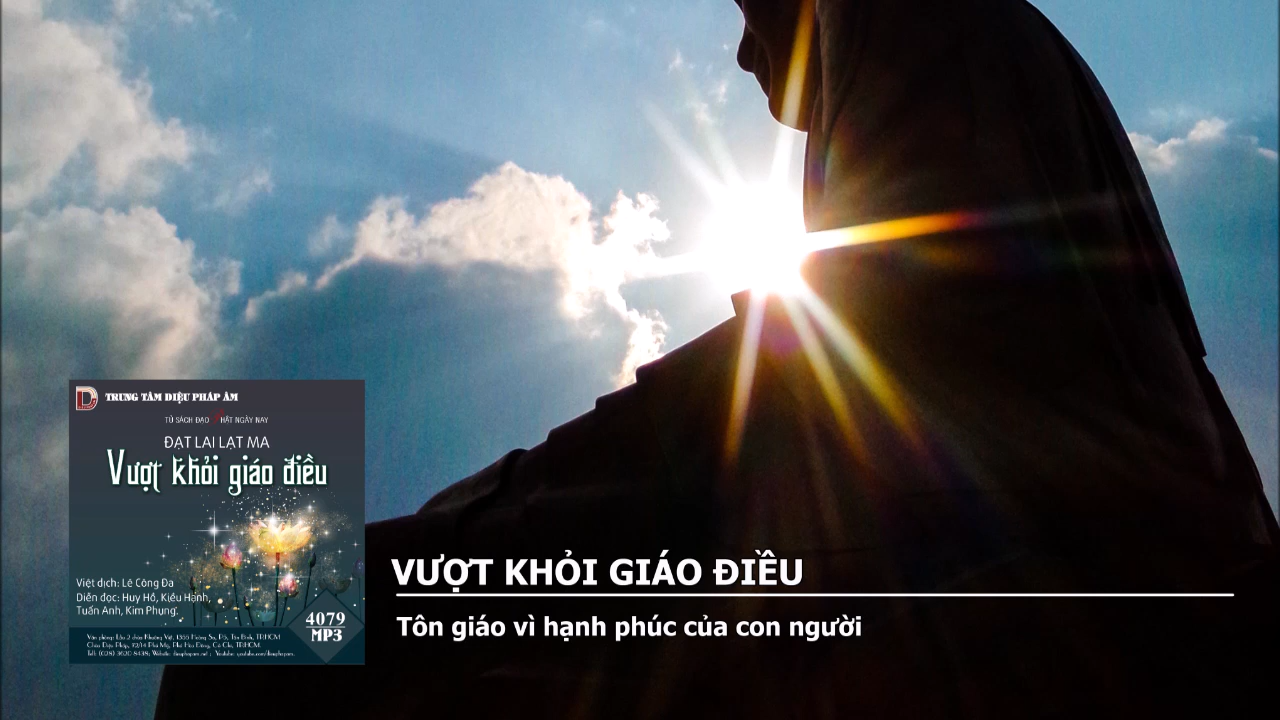 TRUNG TÂM DIỆU PHÁP ÂM
TỦ SÁCH ĐẠO PHẬT NGÀY NAY
ĐẠT LAI LẠT MA
Vượt khỏi giáo điều
Việt dịch: Lê Công Đa
Diễn đọc: Huy Hồ, Kiều Hạnh,
Tuấn Anh, Kim Phụng.
4079
MP3
VƯỢT KHỎI GIÁO ĐIỀU
Tôn giáo vì hạnh phúc của con người